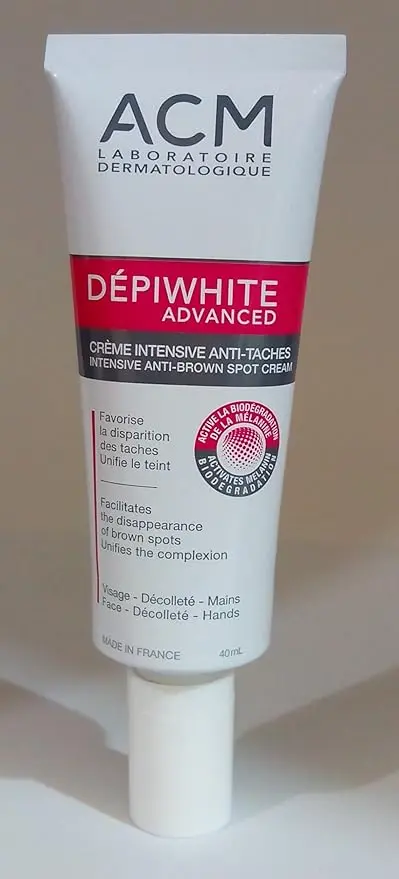 ACM
LABORATOIRE
DERMATOLOGIQUE
DÉPIWHITE
ADVANCED
CRÈME INTENSIVE ANTI-TACHES
INTENSIVE ANTI-BROWN SPOT CREAM
Favorise
la disparition
des taches
Unifie le teint
ACTIVE LA BIODÉGRADATION
DE LA MÉLANINE
ACTIVATES MELANIN
BIODEGRADATION
Facilitates
the disappearance
of brown spots
Unifies the complexion
Visage - Décolleté - Mains
Face - Décolleté - Hands
MADE IN FRANCE 40mL